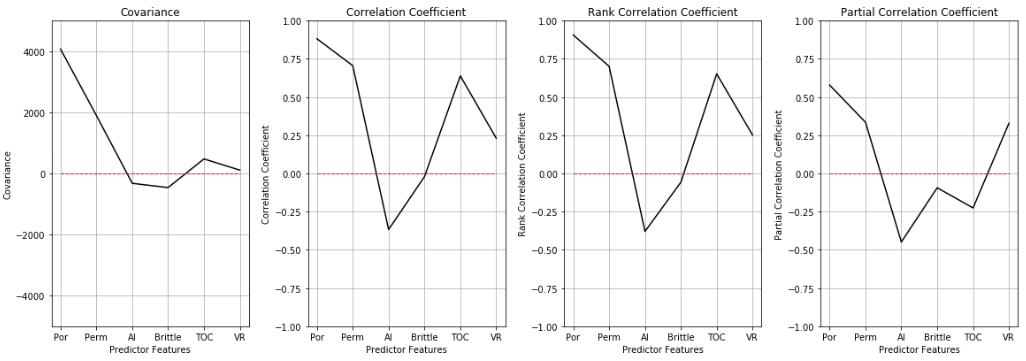 Covariance
Covariance
4000
2000
0
−2000
−4000
Por Perm AI Brittle TOC VR
Predictor Features
Correlation Coefficient
Correlation Coefficient
1.00
0.75
0.50
0.25
0.00
−0.25
−0.50
−0.75
−1.00
Por Perm AI Brittle TOC VR
Predictor Features
Rank Correlation Coefficient
Rank Correlation Coefficient
1.00
0.75
0.50
0.25
0.00
−0.25
−0.50
−0.75
−1.00
Por Perm AI Brittle TOC VR
Predictor Features
Partial Correlation Coefficient
Partial Correlation Coefficient
1.00
0.75
0.50
0.25
0.00
−0.25
−0.50
−0.75
−1.00
Por Perm AI Brittle TOC VR
Predictor Features